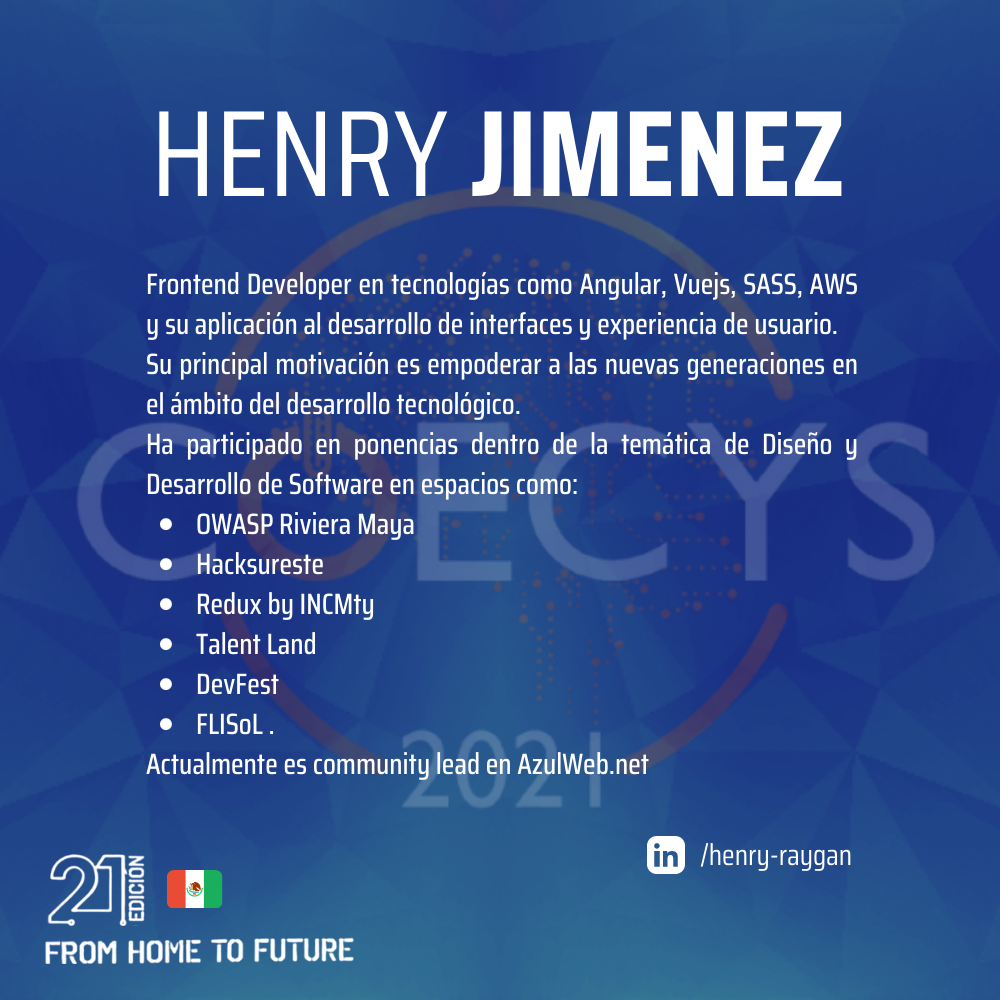 HENRY JIMENEZ
Frontend Developer en tecnologías como Angular, Vuejs, SASS, AWS
y su aplicación al desarrollo de interfaces y experiencia de usuario.
Su principal motivación es empoderar a las nuevas generaciones en
el ámbito del desarrollo tecnológico.
Ha participado en ponencias dentro de la temática de Diseño y
Desarrollo de Software en espacios como:
• OWASP Riviera Maya
• Hacksureste
• Redux by INCMty
• Talent Land
• DevFest
• FLISoL .
Actualmente es community lead en AzulWeb.net
COECYS
2021
in /henry-raygan
21 EDICIÓN
FROM HOME TO FUTURE